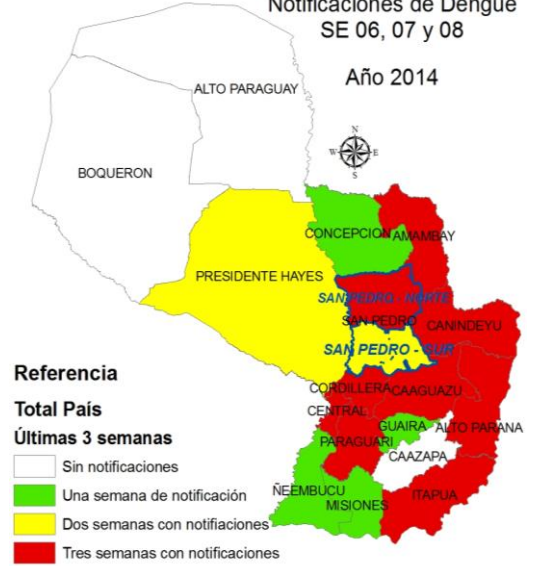 Notificaciones de Dengue
SE 06, 07 y 08
Año 2014
ALTO PARAGUAY
N
W E
S
BOQUERON
CONCEPCION
AMAMBAY
PRESIDENTE HAYES
SAN PEDRO - NORTE
SAN PEDRO
CANINDEYU
SAN PEDRO - SUR
Referencia
Total País
Últimas 3 semanas
Sin notificaciones
Una semana de notificación
Dos semanas con notifiaciones
Tres semanas con notificaciones
CORDILLERA
CAAGUAZU
CENTRAL
GUAIRA
ALTO PARANA
PARAGUARI
CAAZAPA
ÑEEMBUCU
MISIONES
ITAPUA